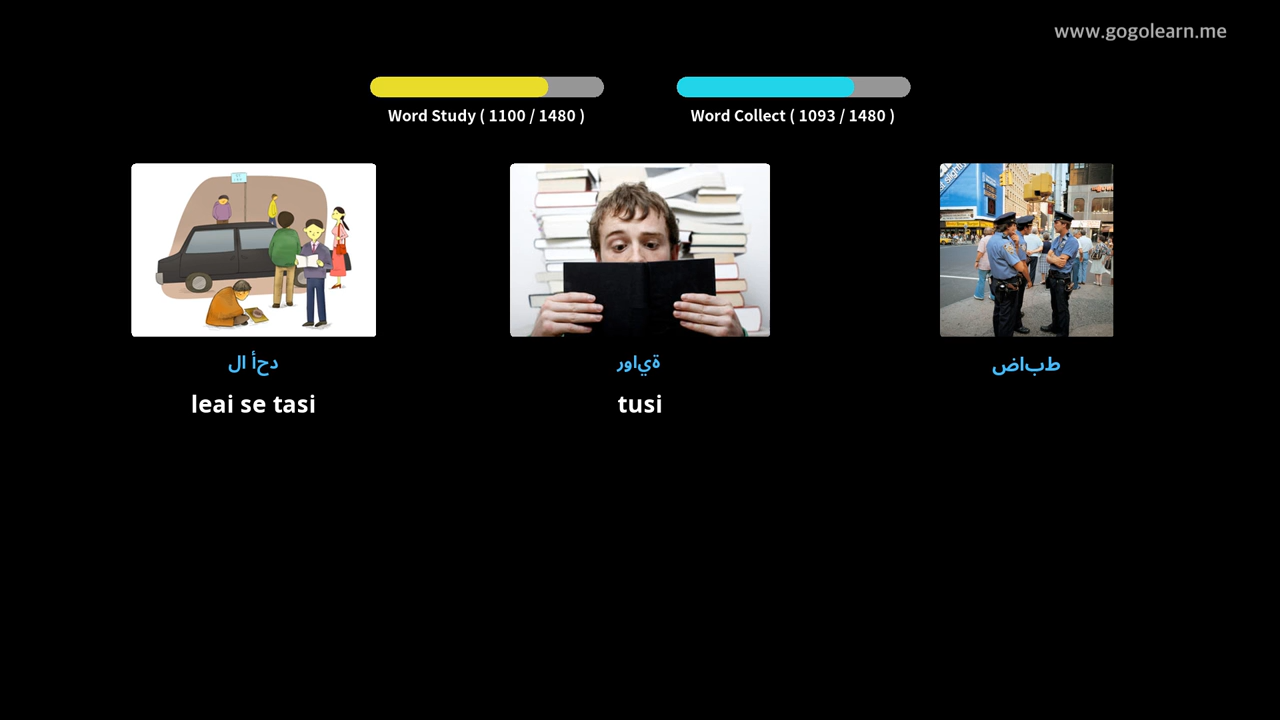 www.gogolearn.me
Word Study ( 1100 / 1480 )
Word Collect ( 1093 / 1480 )
دحأ ال
ةياور
طباض
leai se tasi
tusi